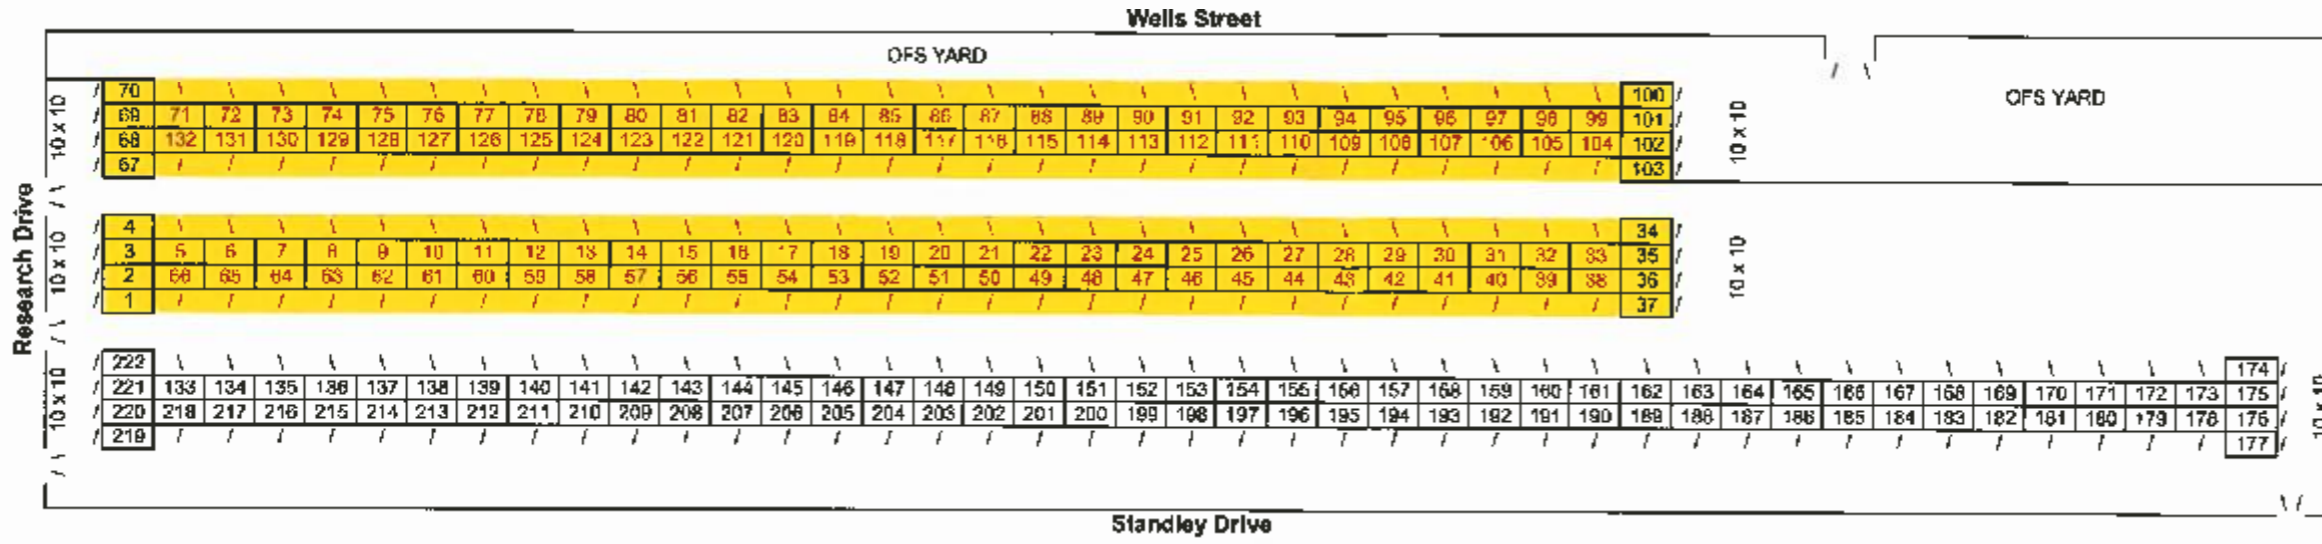 Wells Street
OFS YARD
OFS YARD
70 100
69 71 72 73 74 75 76 77 78 79 80 81 82 83 84 85 86 87 88 89 90 91 92 93 94 95 96 97 98 99 101
68 132 131 130 129 128 127 126 125 124 123 122 121 120 119 118 117 116 115 114 113 112 111 110 109 108 107 106 105 104 102
67 103
10 x 10
10 x 10
4 34
3 5 6 7 8 9 10 11 12 13 14 15 16 17 18 19 20 21 22 23 24 25 26 27 28 29 30 31 32 33 35
2 66 65 64 63 62 61 60 59 58 57 56 55 54 53 52 51 50 49 48 47 46 45 44 43 42 41 40 39 38 36
1 37
10 x 10
10 x 10
Research Drive
222 174
221 133 134 135 136 137 138 139 140 141 142 143 144 145 146 147 148 149 150 151 152 153 154 155 156 157 158 159 160 161 162 163 164 165 166 167 168 169 170 171 172 173 175
220 218 217 216 215 214 213 212 211 210 209 208 207 206 205 204 203 202 201 200 199 198 197 196 195 194 193 192 191 190 189 188 187 186 185 184 183 182 181 180 179 178 176
219 177
10 x 10
10 x 10
Standley Drive